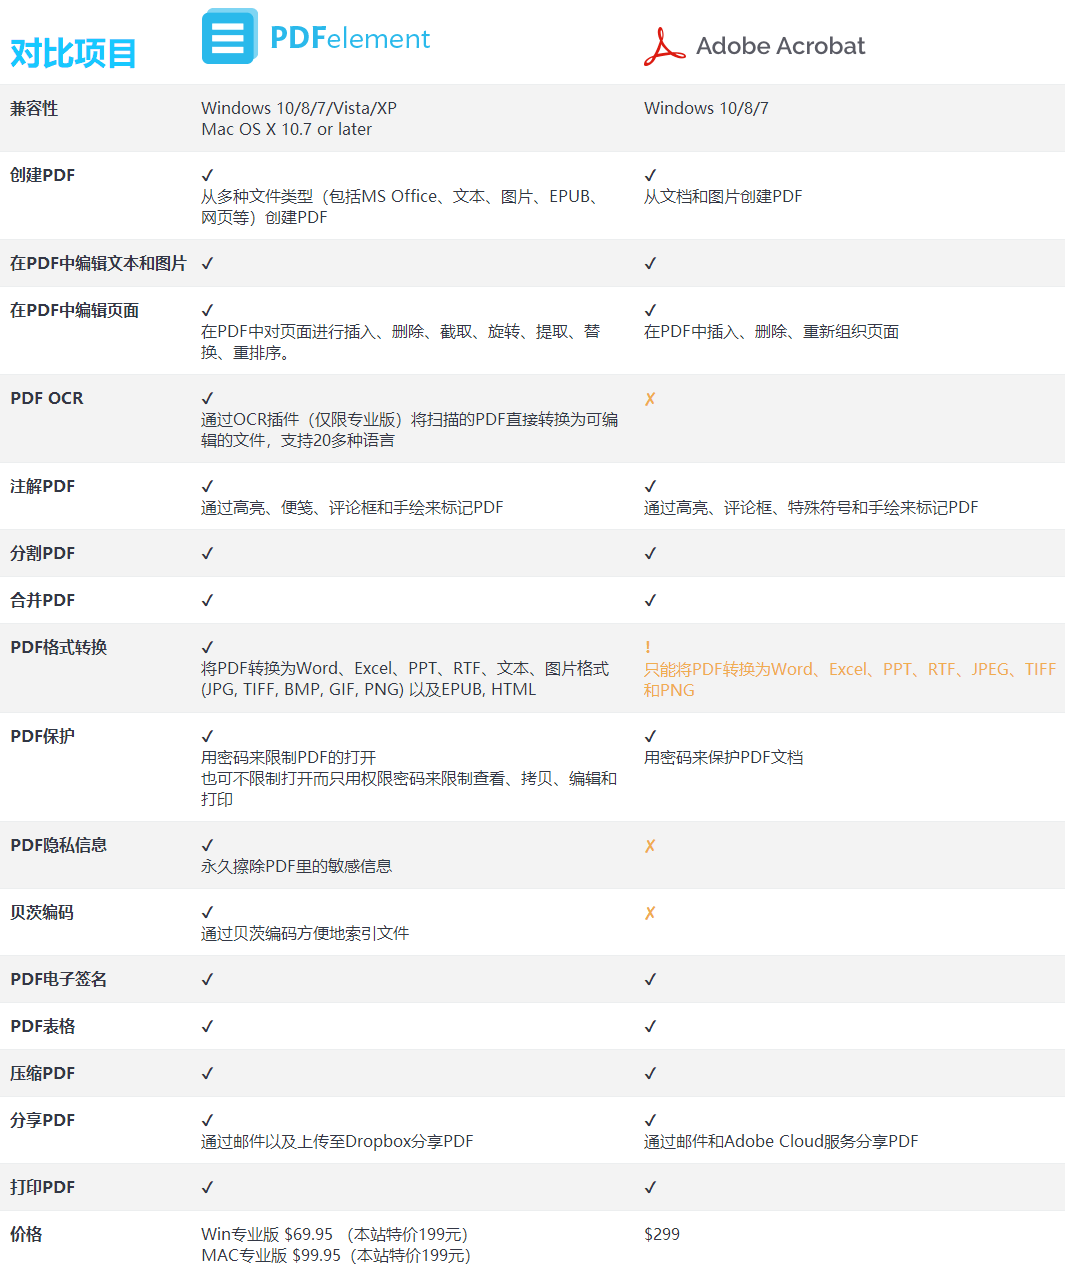 对比项目 PDFelement Adobe Acrobat
兼容性 Windows 10/8/7/Vista/XP Windows 10/8/7
Mac OS X 10.7 or later
创建PDF ✓ ✓
从多种文件类型（包括MS Office、文本、图片、EPUB、 从文档和图片创建PDF
网页等）创建PDF
在PDF中编辑文本和图片 ✓ ✓
在PDF中编辑页面 ✓ ✓
在PDF中对页面进行插入、删除、截取、旋转、提取、替 在PDF中插入、删除、重新组织页面
换、重排序。
PDF OCR ✓ ✗
通过OCR插件（仅限专业版）将扫描的PDF直接转换为可编
辑的文件，支持20多种语言
注解PDF ✓ ✓
通过高亮、便笺、评论框和手绘来标记PDF 通过高亮、评论框、特殊符号和手绘来标记PDF
分割PDF ✓ ✓
合并PDF ✓ ✓
PDF格式转换 ✓ !
将PDF转换为Word、Excel、PPT、RTF、文本、图片格式 只能将PDF转换为Word、Excel、PPT、RTF、JPEG、TIFF
(JPG, TIFF, BMP, GIF, PNG) 以及EPUB, HTML 和PNG
PDF保护 ✓ ✓
用密码来限制PDF的打开 用密码来保护PDF文档
也可不限制打开而只用权限密码来限制查看、拷贝、编辑和
打印
PDF隐私信息 ✓ ✗
永久擦除PDF里的敏感信息
贝茨编码 ✓ ✗
通过贝茨编码方便地索引文件
PDF电子签名 ✓ ✓
PDF表格 ✓ ✓
压缩PDF ✓ ✓
分享PDF ✓ ✓
通过邮件以及上传至Dropbox分享PDF 通过邮件和Adobe Cloud服务分享PDF
打印PDF ✓ ✓
价格 Win专业版 $69.95 （本站特价199元） $299
MAC专业版 $99.95（本站特价199元）